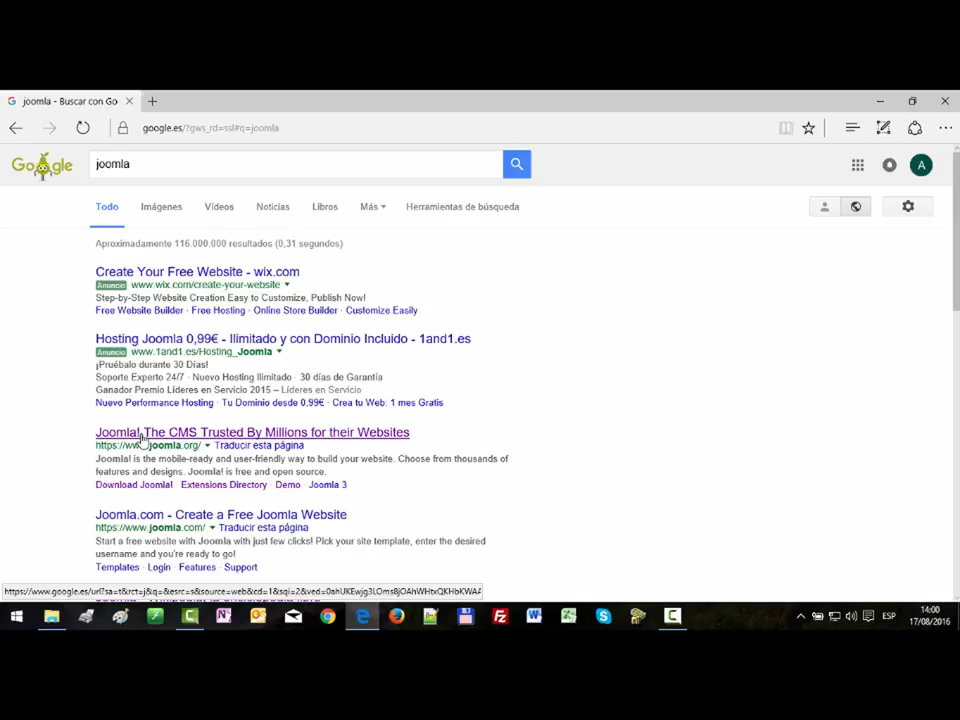 joomla - Buscar con Go
google.es/?gws_rd=ssl#q=joomla
Google
joomla
A
Todo Imágenes Vídeos Noticias Libros Más Herramientas de búsqueda
Aproximadamente 116.000.000 resultados (0,31 segundos)
Create Your Free Website - wix.com
Anuncio www.wix.com/create-your-website
Step-by-Step Website Creation Easy to Customize, Publish Now!
Free Website Builder · Free Hosting · Online Store Builder · Customize Easily
Hosting Joomla 0,99€ - Ilimitado y con Dominio Incluido - 1and1.es
Anuncio www.1and1.es/Hosting_Joomla
¡Pruébalo durante 30 Días!
Soporte Experto 24/7 · Nuevo Hosting Ilimitado · 30 días de Garantía
Ganador Premio Líderes en Servicio 2015 – Líderes en Servicio
Nuevo Performance Hosting · Tu Dominio desde 0,99€ · Crea tu Web: 1 mes Gratis
Joomla! The CMS Trusted By Millions for their Websites
https://www.joomla.org/ Traducir esta página
Joomla! is the mobile-ready and user-friendly way to build your website. Choose from thousands of
features and designs. Joomla! is free and open source.
Download Joomla! · Extensions Directory · Demo · Joomla 3
Joomla.com - Create a Free Joomla Website
https://www.joomla.com/ Traducir esta página
Start a free website with Joomla with just few clicks! Pick your site template, enter the desired
username and you're ready to go!
Templates · Login · Features · Support
ESP
14:00
17/08/2016